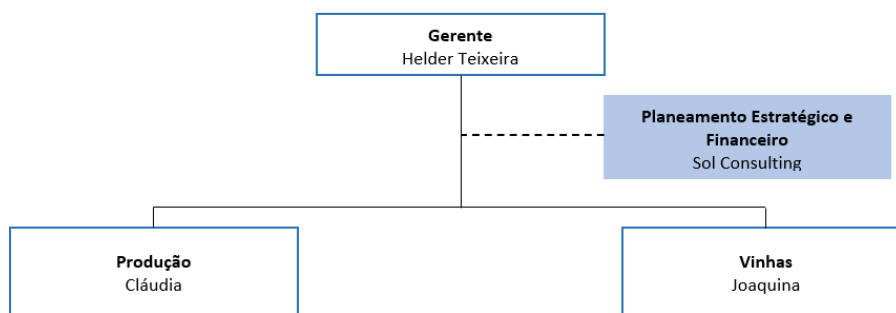 Gerente
Helder Teixeira
Planeamento Estratégico e
Financeiro
Sol Consulting
Produção
Cláudia
Vinhas
Joaquina